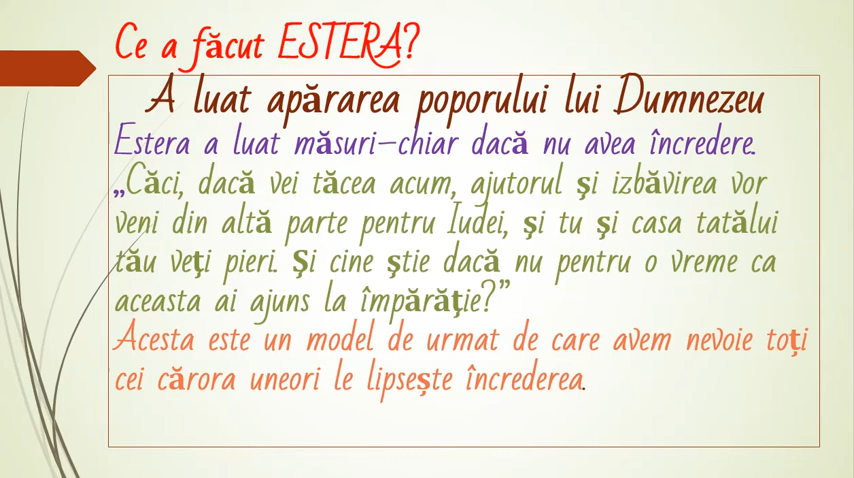 Ce a făcut ESTERA?
A luat apărarea poporului lui Dumnezeu
Estera a luat măsuri–chiar dacă nu avea încredere.
„Căci, dacă vei tăcea acum, ajutorul şi izbăvirea vor
veni din altă parte pentru Iudei, şi tu şi casa tatălui
tău veţi pieri. Şi cine ştie dacă nu pentru o vreme ca
aceasta ai ajuns la împărăţie?”
Acesta este un model de urmat de care avem nevoie toți
cei cărora uneori le lipsește încrederea.